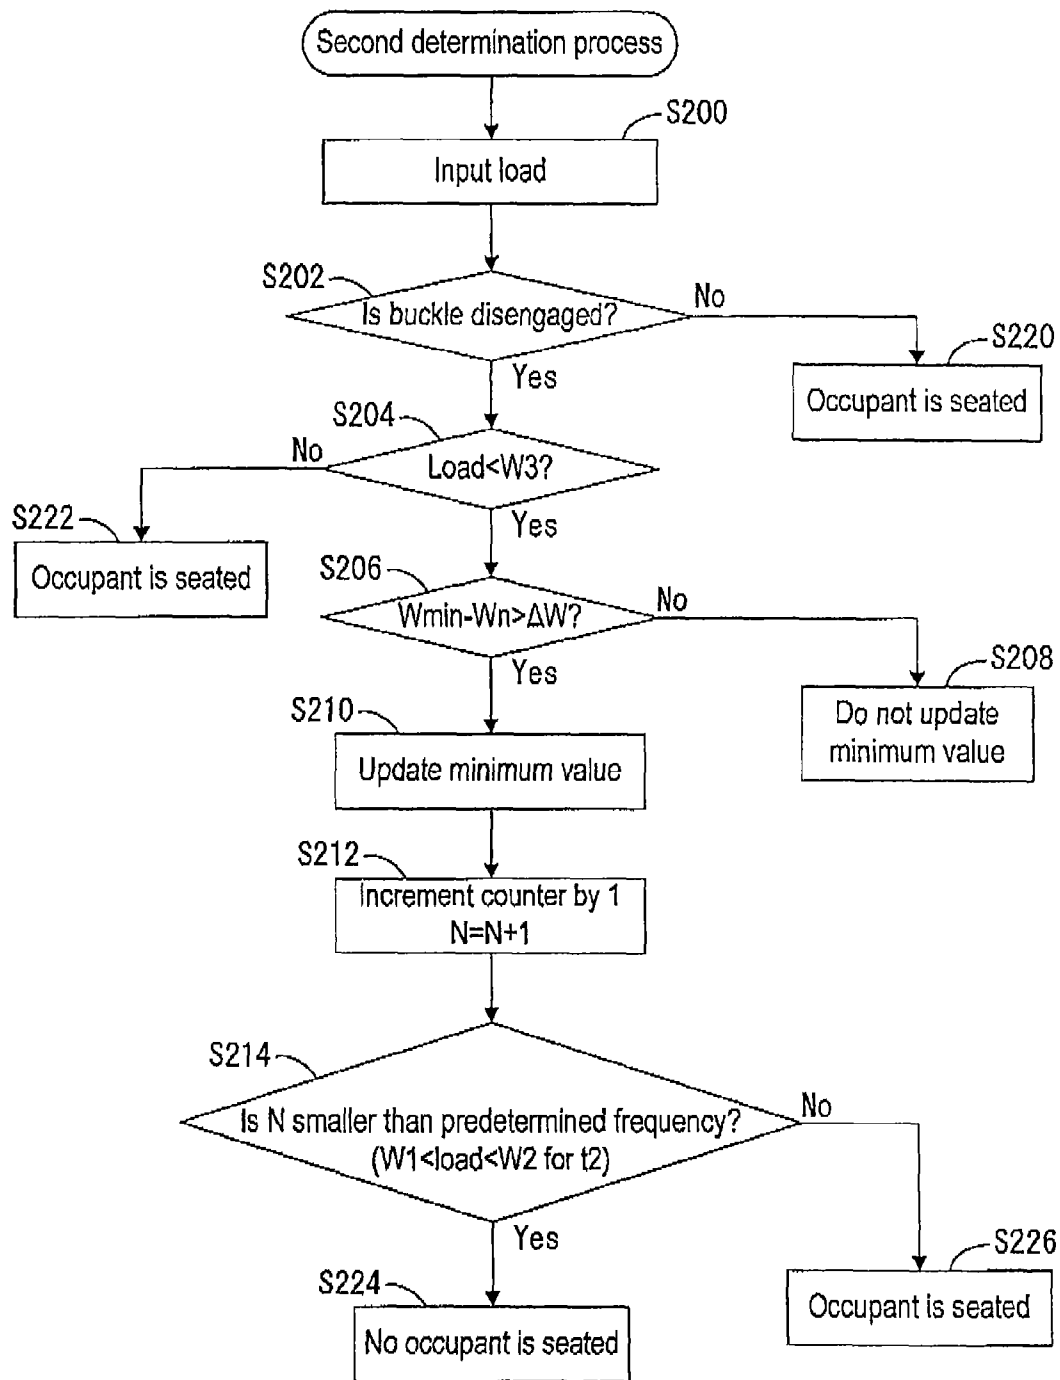 Second determination process
S200
Input load
S202
Is buckle disengaged?
No
S220
Occupant is seated
Yes
S204
Load<W3?
No
S222
Occupant is seated
Yes
S206
Wmin-Wn>ΔW?
No
S208
Do not update
minimum value
Yes
S210
Update minimum value
S212
Increment counter by 1
N=N+1
S214
Is N smaller than predetermined frequency?
(W1<load<W2 for t2)
No
S226
Occupant is seated
Yes
S224
No occupant is seated